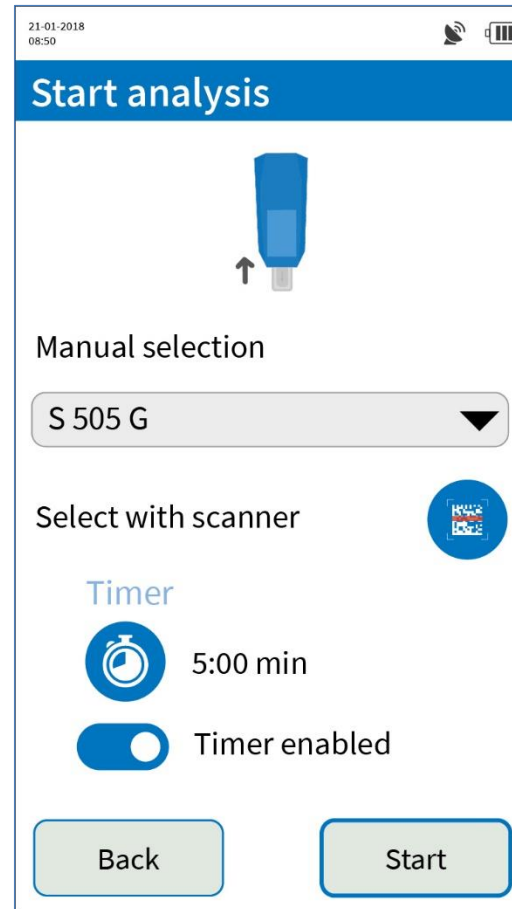 21-01-2018
08:50
Start analysis
Manual selection
S 505 G
Select with scanner
Timer
5:00 min
Timer enabled
Back
Start